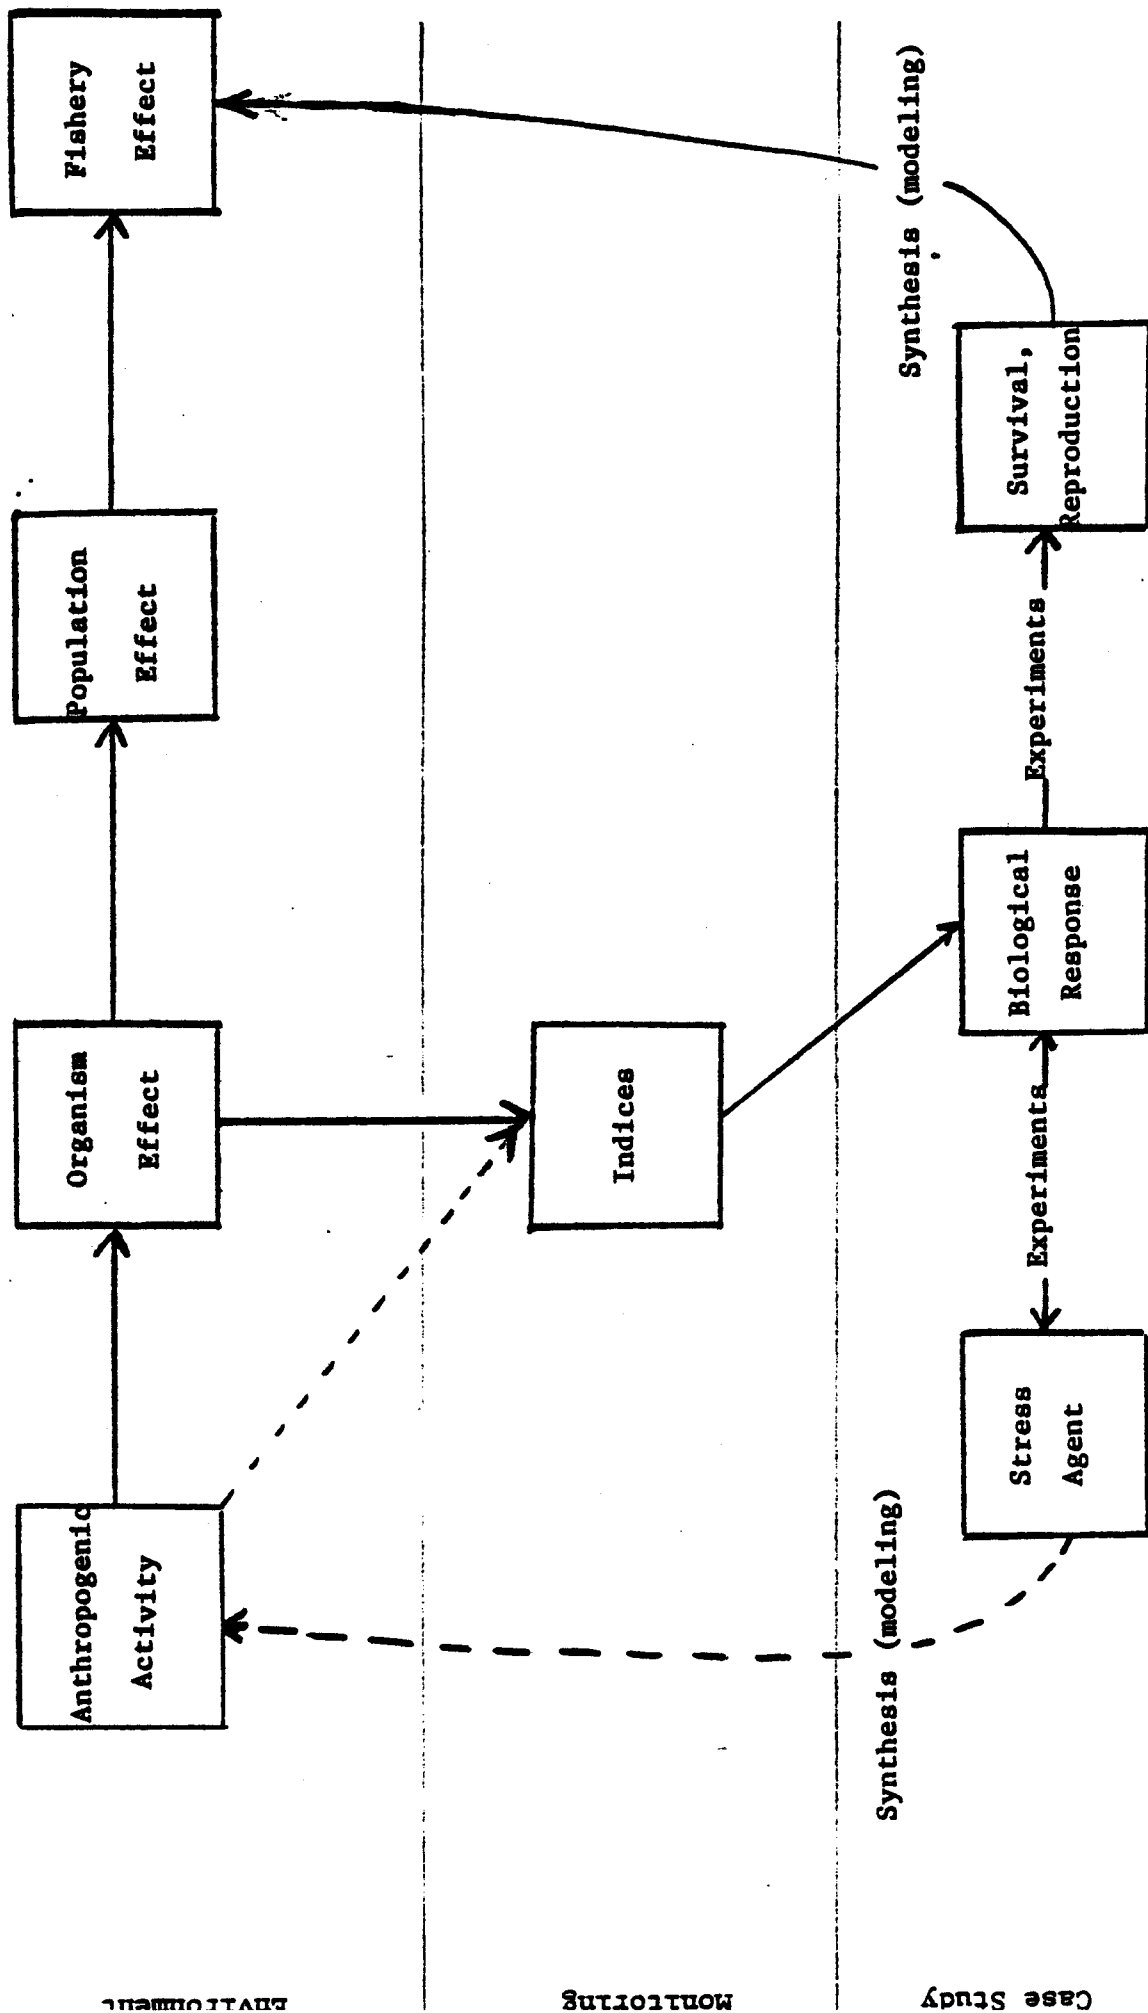 Environment
Anthropogenic
Activity
Organism
Effect
Population
Effect
Fishery
Effect
Monitoring
Indices
Case Study
Synthesis (modeling)
Synthesis (modeling)
Stress
Agent
Experiments
Biological
Response
Experiments
Survival,
Reproduction